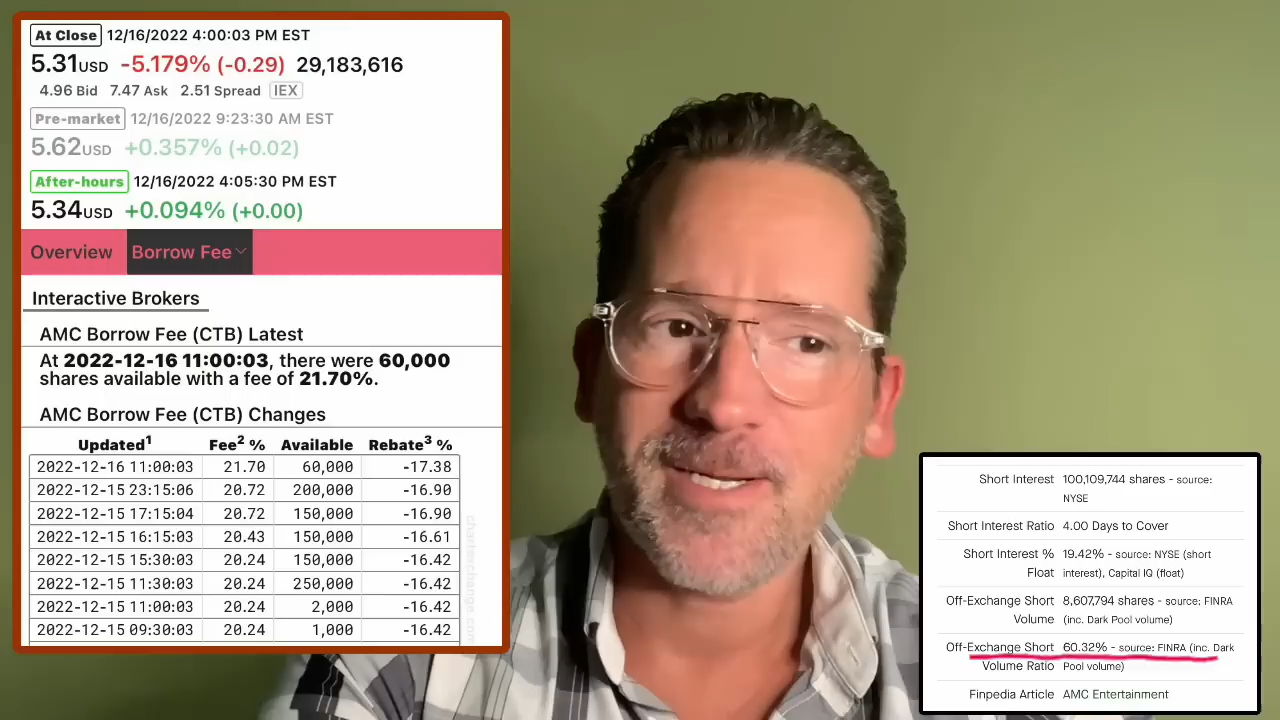 At Close 12/16/2022 4:00:03 PM EST
5.31USD -5.179% (-0.29) 29,183,616
4.96 Bid 7.47 Ask 2.51 Spread IEX
Pre-market 12/16/2022 9:23:30 AM EST
5.62USD +0.357% (+0.02)
After-hours 12/16/2022 4:05:30 PM EST
5.34USD +0.094% (+0.00)
Overview Borrow Fee
Interactive Brokers
AMC Borrow Fee (CTB) Latest
At 2022-12-16 11:00:03, there were 60,000
shares available with a fee of 21.70%.
AMC Borrow Fee (CTB) Changes
Updated¹ Fee² % Available Rebate³ %
2022-12-16 11:00:03 21.70 60,000 -17.38
2022-12-15 23:15:06 20.72 200,000 -16.90
2022-12-15 17:15:04 20.72 150,000 -16.90
2022-12-15 16:15:03 20.43 150,000 -16.61
2022-12-15 15:30:03 20.24 150,000 -16.42
2022-12-15 11:30:03 20.24 250,000 -16.42
2022-12-15 11:00:03 20.24 2,000 -16.42
2022-12-15 09:30:03 20.24 1,000 -16.42
chartexchange.com
Short Interest 100,109,744 shares - source:
NYSE
Short Interest Ratio 4.00 Days to Cover
Short Interest % 19.42% - source: NYSE (short
Float interest), Capital IQ (float)
Off-Exchange Short 8,607,794 shares - source: FINRA
Volume (inc. Dark Pool volume)
Off-Exchange Short 60.32% - source: FINRA (inc. Dark
Volume Ratio Pool volume)
Finpedia Article AMC Entertainment